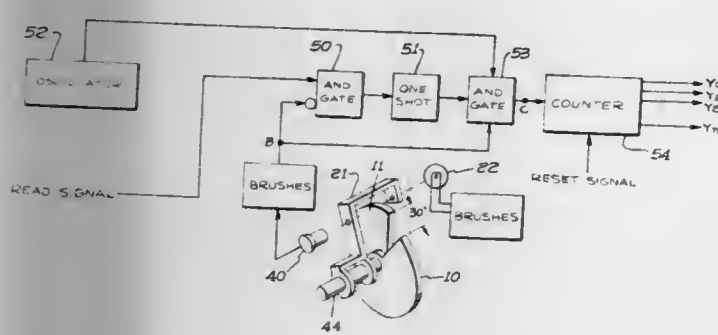 52
50
51
53
OSCILLATOR
AND GATE
ONE SHOT
AND GATE
C
COUNTER
54
B
21
11
22
READ SIGNAL
BRUSHES
30°
BRUSHES
RESET SIGNAL
40
10
44